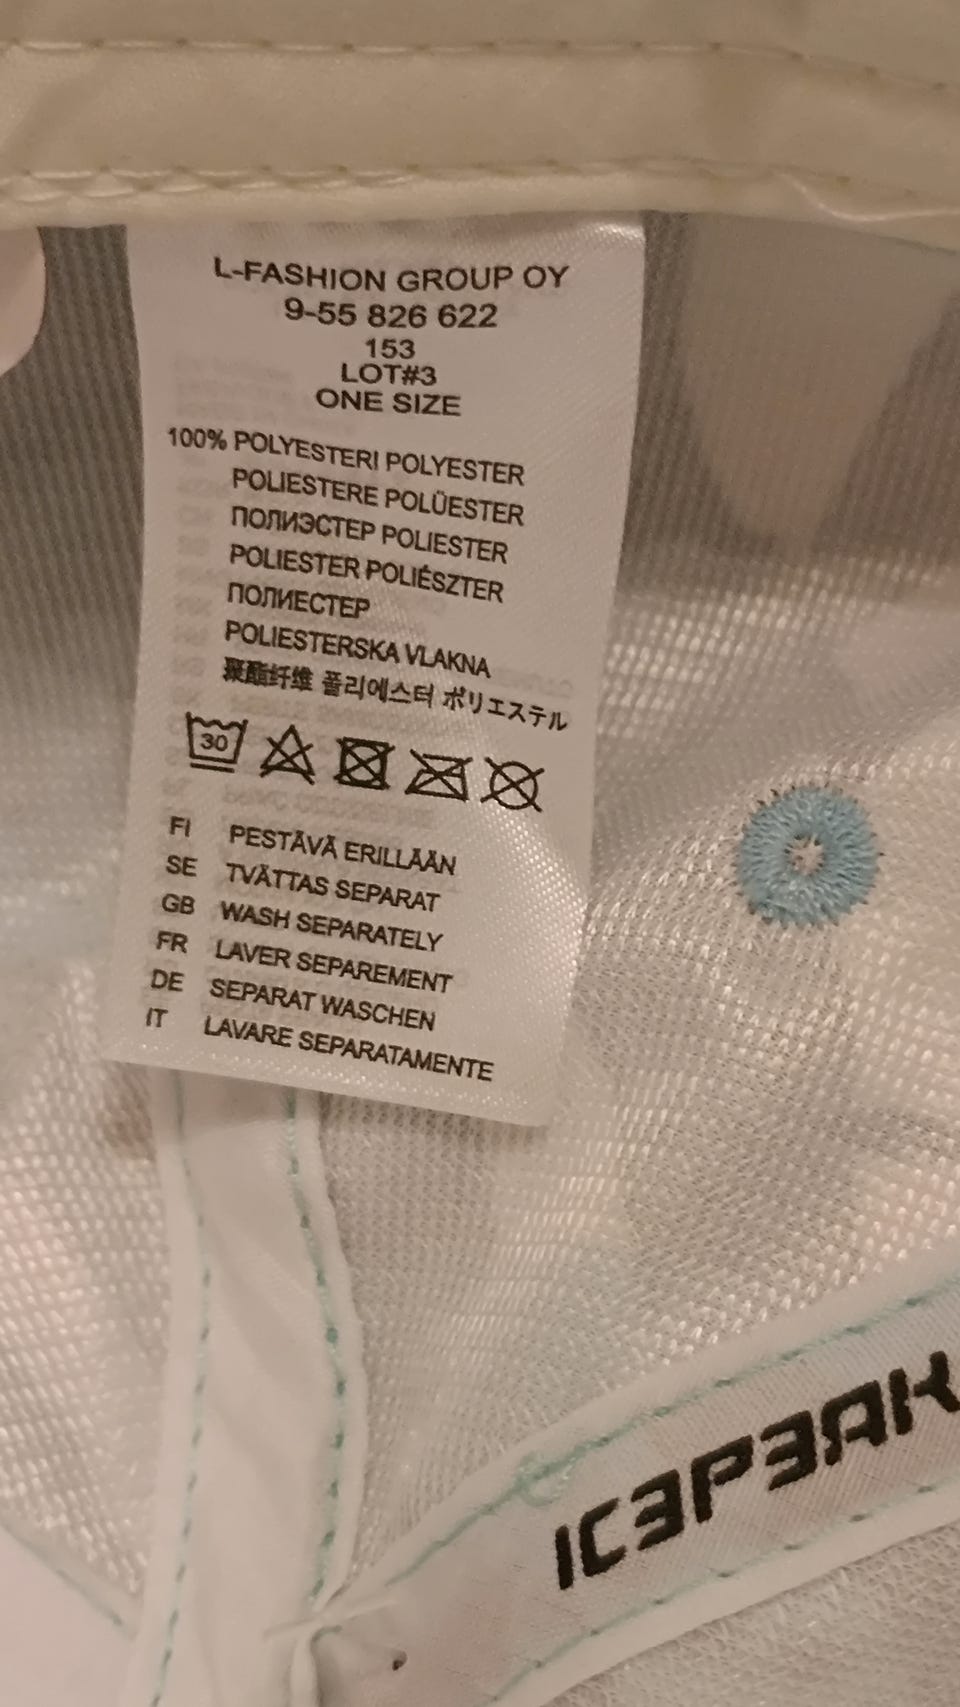 L-FASHION GROUP OY
9-55 826 622
153
LOT#3
ONE SIZE
100% POLYESTERI POLYESTER
POLIESTERE POLÜESTER
ПОЛИЭСТЕР POLIESTER
POLIESTER POLIÉSZTER
ПОЛИЕСТЕР
POLIESTERSKA VLAKNA
聚酯纤维 폴리에스터 ポリエステル
30
FI PESTÄVÄ ERILLÄÄN
SE TVÄTTAS SEPARAT
GB WASH SEPARATELY
FR LAVER SEPAREMENT
DE SEPARAT WASCHEN
IT LAVARE SEPARATAMENTE
ICEPEAK